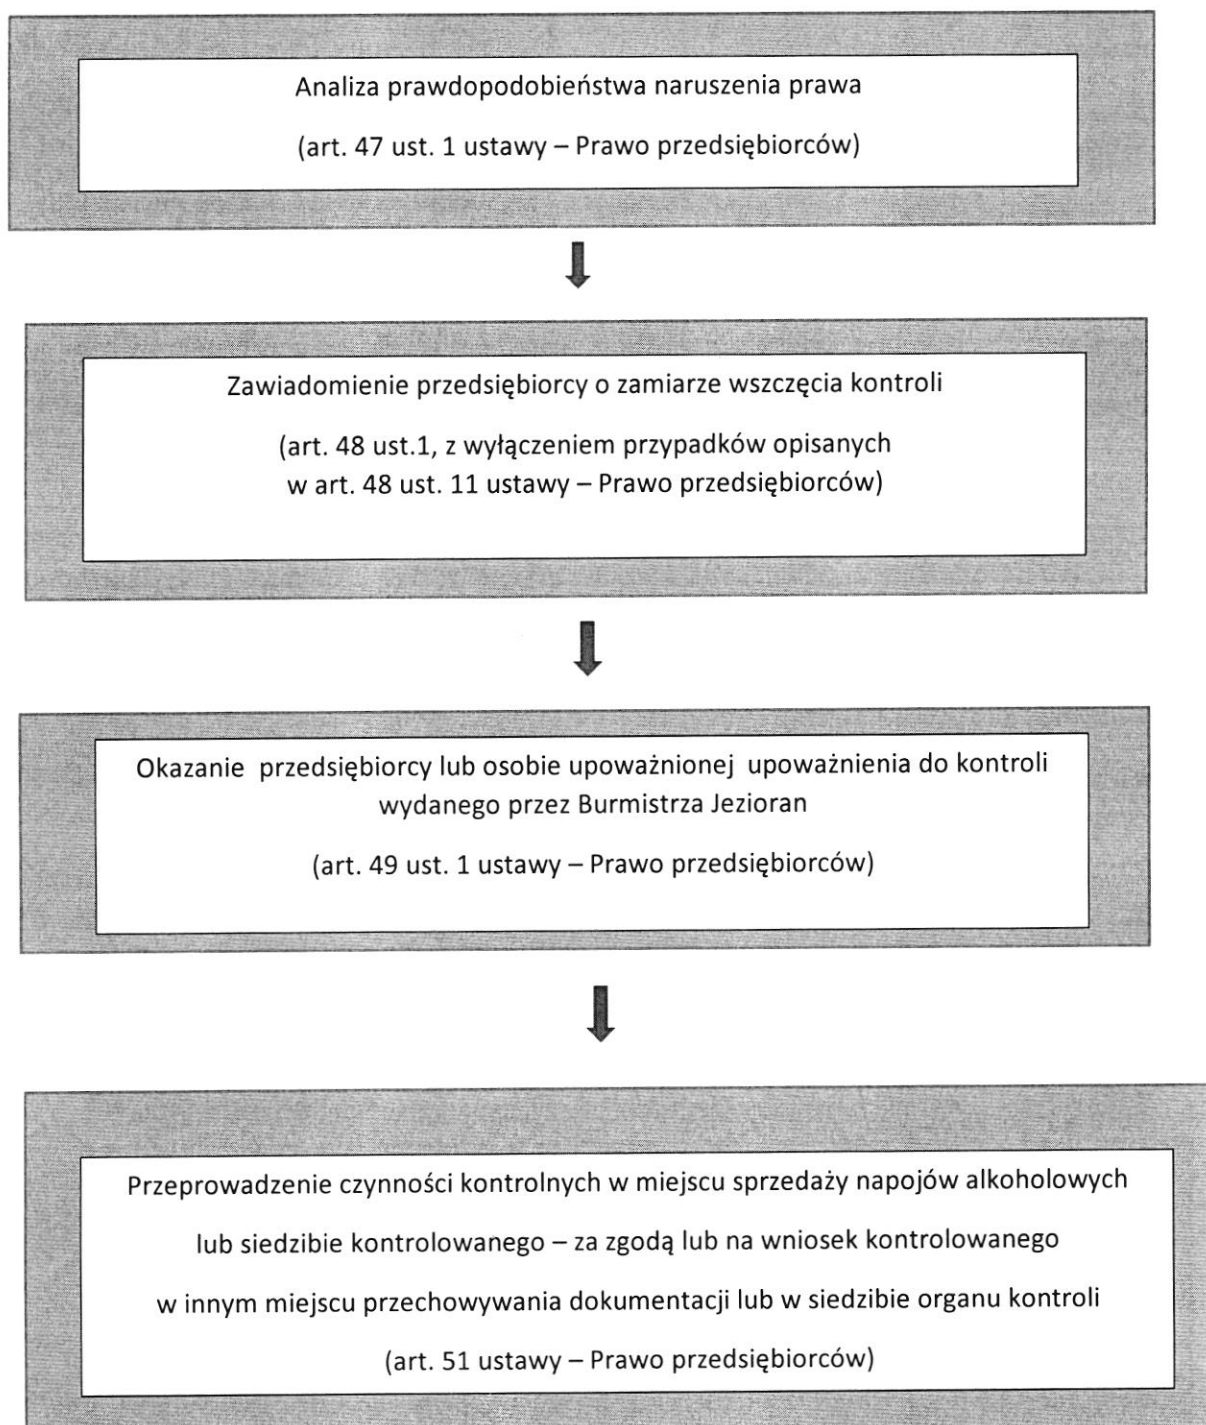 Analiza prawdopodobieństwa naruszenia prawa
(art. 47 ust. 1 ustawy – Prawo przedsiębiorców)
Zawiadomienie przedsiębiorcy o zamiarze wszczęcia kontroli
(art. 48 ust.1, z wyłączeniem przypadków opisanych
w art. 48 ust. 11 ustawy – Prawo przedsiębiorców)
Okazanie przedsiębiorcy lub osobie upoważnionej upoważnienia do kontroli
wydanego przez Burmistrza Jezioran
(art. 49 ust. 1 ustawy – Prawo przedsiębiorców)
Przeprowadzenie czynności kontrolnych w miejscu sprzedaży napojów alkoholowych
lub siedzibie kontrolowanego – za zgodą lub na wniosek kontrolowanego
w innym miejscu przechowywania dokumentacji lub w siedzibie organu kontroli
(art. 51 ustawy – Prawo przedsiębiorców)